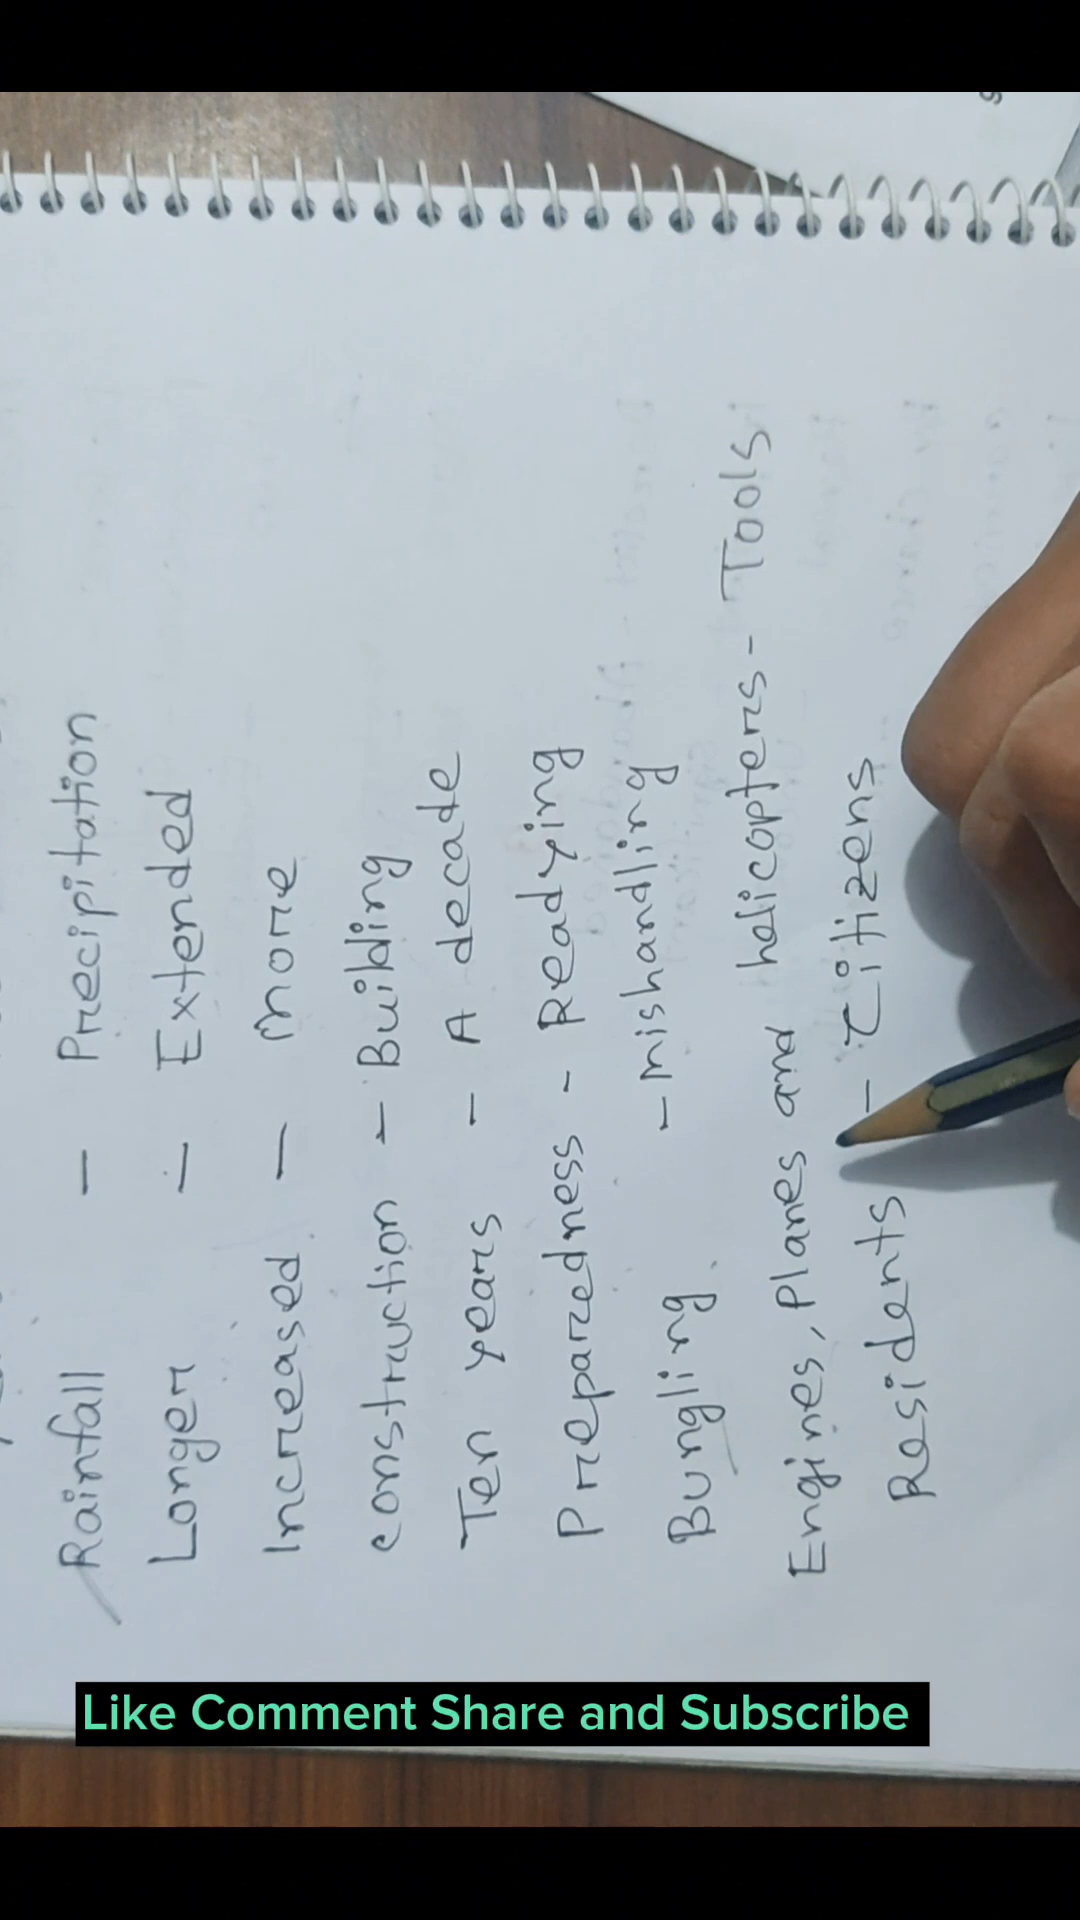 Rainfall - Precipitation
Longer - Extended
Increased - more
construction - Building
Ten years - A decade
Preparedness - Readying
Bungling - mishandling
Engines, Planes and helicopters - Tools
Residents - citizens
Like Comment Share and Subscribe